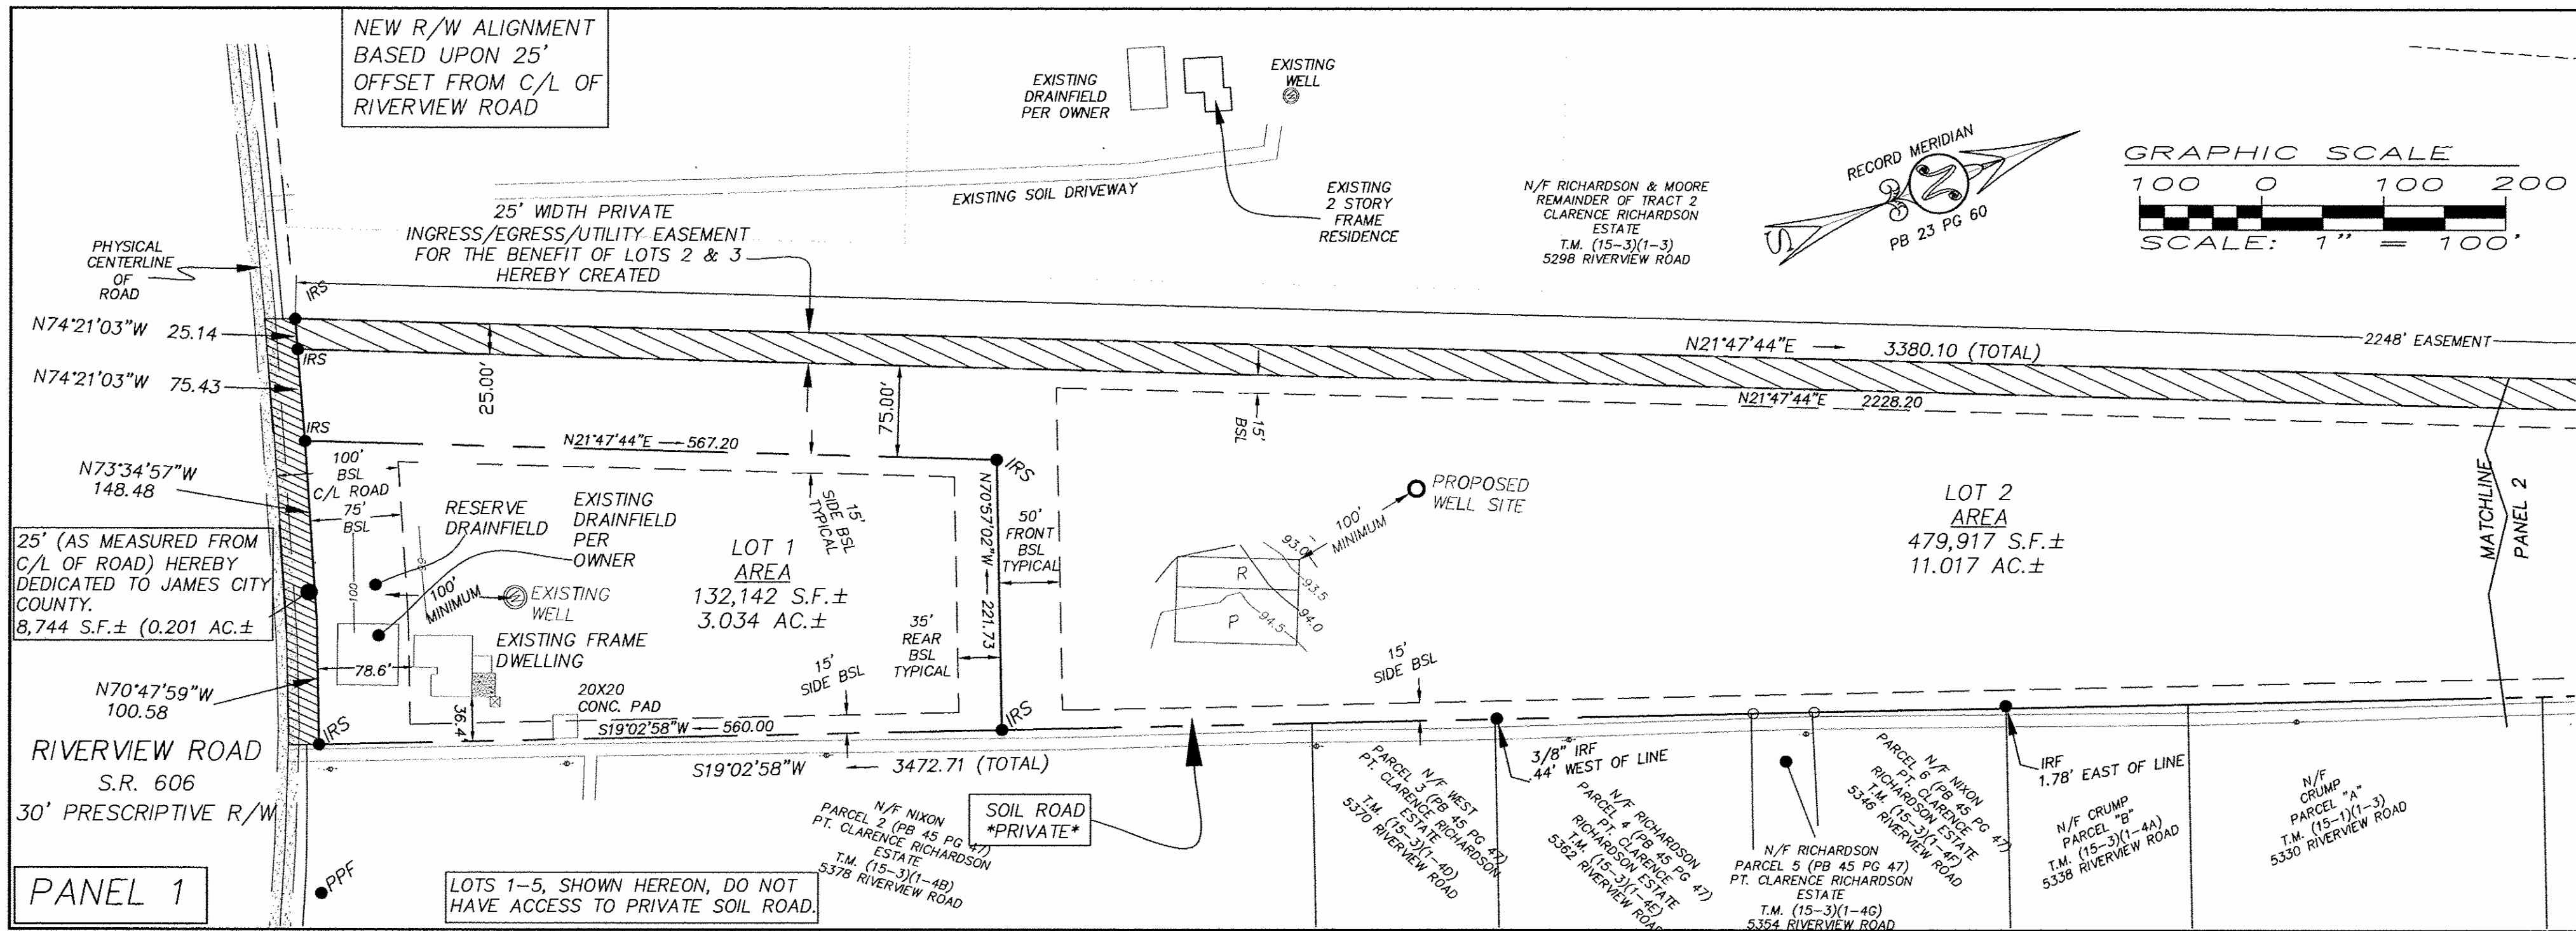 NEW R/W ALIGNMENT
BASED UPON 25'
OFFSET FROM C/L OF
RIVERVIEW ROAD
EXISTING
DRAINFIELD
PER OWNER
EXISTING
WELL
EXISTING SOIL DRIVEWAY
EXISTING
2 STORY
FRAME
RESIDENCE
N/F RICHARDSON & MOORE
REMAINDER OF TRACT 2
CLARENCE RICHARDSON
ESTATE
T.M. (15-3)(1-3)
5298 RIVERVIEW ROAD
RECORD MERIDIAN
S
PB 23 PG 60
GRAPHIC SCALE
100 0 100 200
SCALE: 1" = 100'
25' WIDTH PRIVATE
INGRESS/EGRESS/UTILITY EASEMENT
FOR THE BENEFIT OF LOTS 2 & 3
HEREBY CREATED
PHYSICAL
CENTERLINE
OF
ROAD
IRS
N74°21'03"W 25.14
IRS
N74°21'03"W 75.43
25.00'
75.00'
15'
BSL
N21°47'44"E 3380.10 (TOTAL)
2248' EASEMENT
N21°47'44"E 2228.20
IRS
N21°47'44"E 567.20
IRS
N73°34'57"W
148.48
100'
BSL
C/L ROAD
75'
BSL
RESERVE
DRAINFIELD
EXISTING
DRAINFIELD
PER
OWNER
15'
SIDE BSL
TYPICAL
N70°57'02"W 221.73
50'
FRONT
BSL
TYPICAL
PROPOSED
WELL SITE
100'
MINIMUM
93.0
93.5
94.0
94.5
R
P
LOT 2
AREA
479,917 S.F.±
11.017 AC.±
MATCHLINE
PANEL 2
25' (AS MEASURED FROM
C/L OF ROAD) HEREBY
DEDICATED TO JAMES CITY
COUNTY.
8,744 S.F.± (0.201 AC.±
100
99
100'
MINIMUM
EXISTING
WELL
LOT 1
AREA
132,142 S.F.±
3.034 AC.±
EXISTING FRAME
DWELLING
78.6'
36.4'
35'
REAR
BSL
TYPICAL
15'
SIDE BSL
15'
SIDE BSL
N70°47'59"W
100.58
20X20
CONC. PAD
S19°02'58"W 560.00
IRS
IRS
S19°02'58"W 3472.71 (TOTAL)
RIVERVIEW ROAD
S.R. 606
30' PRESCRIPTIVE R/W
PPF
PANEL 1
LOTS 1-5, SHOWN HEREON, DO NOT
HAVE ACCESS TO PRIVATE SOIL ROAD.
N/F NIXON
PARCEL 2 (PB 45 PG 47)
PT. CLARENCE RICHARDSON
ESTATE
T.M. (15-3)(1-4B)
5378 RIVERVIEW ROAD
SOIL ROAD
*PRIVATE*
N/F WEST
PARCEL 3 (PB 45 PG 47)
PT. CLARENCE RICHARDSON
ESTATE
T.M. (15-3)(1-4D)
5370 RIVERVIEW ROAD
3/8" IRF
.44' WEST OF LINE
N/F RICHARDSON
PARCEL 4 (PB 45 PG 47)
PT. CLARENCE
RICHARDSON ESTATE
T.M. (15-3)(1-4E)
5362 RIVERVIEW ROAD
N/F RICHARDSON
PARCEL 5 (PB 45 PG 47)
PT. CLARENCE RICHARDSON
ESTATE
T.M. (15-3)(1-4G)
5354 RIVERVIEW ROAD
N/F NIXON
PARCEL 6 (PB 45 PG 47)
PT. CLARENCE
RICHARDSON ESTATE
T.M. (15-3)(1-4F)
5346 RIVERVIEW ROAD
IRF
1.78' EAST OF LINE
N/F CRUMP
PARCEL "B"
T.M. (15-3)(1-4A)
5338 RIVERVIEW ROAD
N/F
CRUMP
PARCEL "A"
T.M. (15-1)(1-3)
5330 RIVERVIEW ROAD